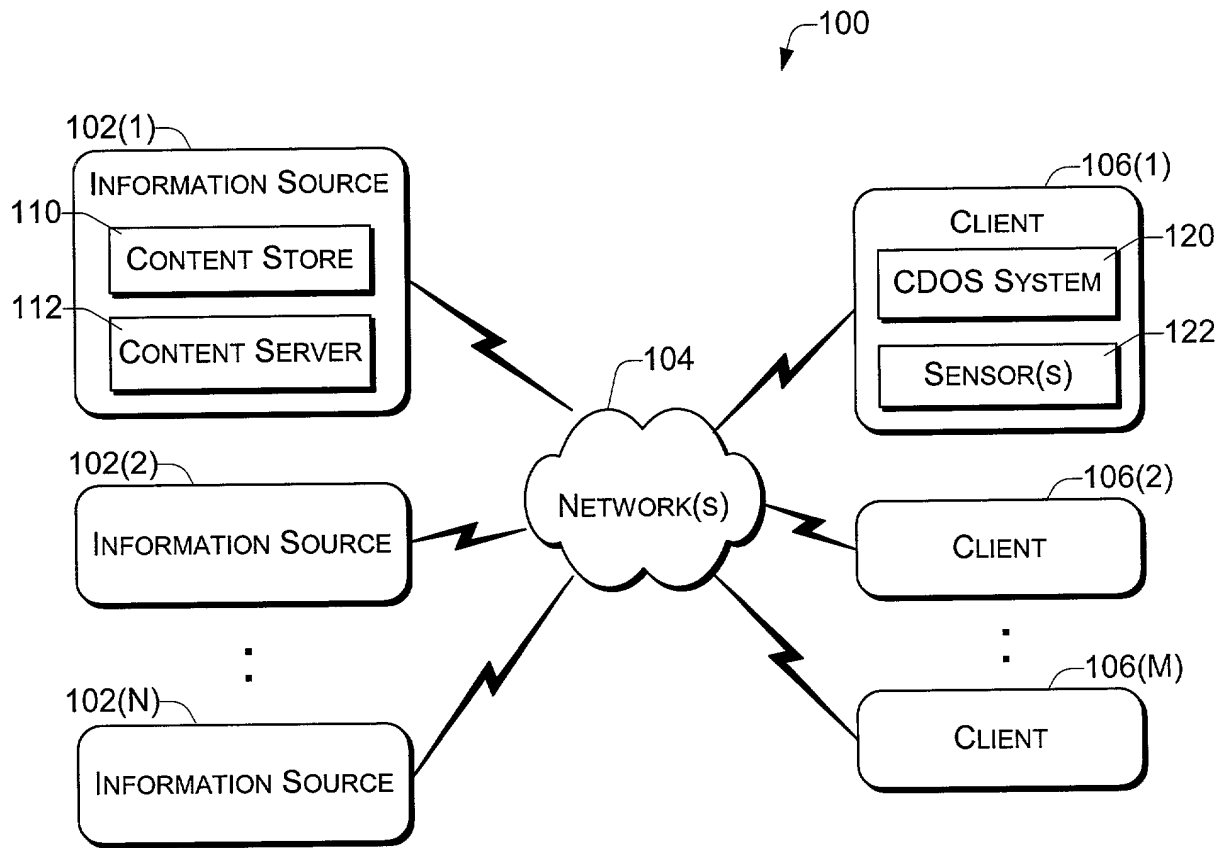 100
102(1)
INFORMATION SOURCE
110
CONTENT STORE
112
CONTENT SERVER
106(1)
CLIENT
120
CDOS SYSTEM
122
SENSOR(S)
104
NETWORK(S)
102(2)
INFORMATION SOURCE
106(2)
CLIENT
102(N)
INFORMATION SOURCE
106(M)
CLIENT